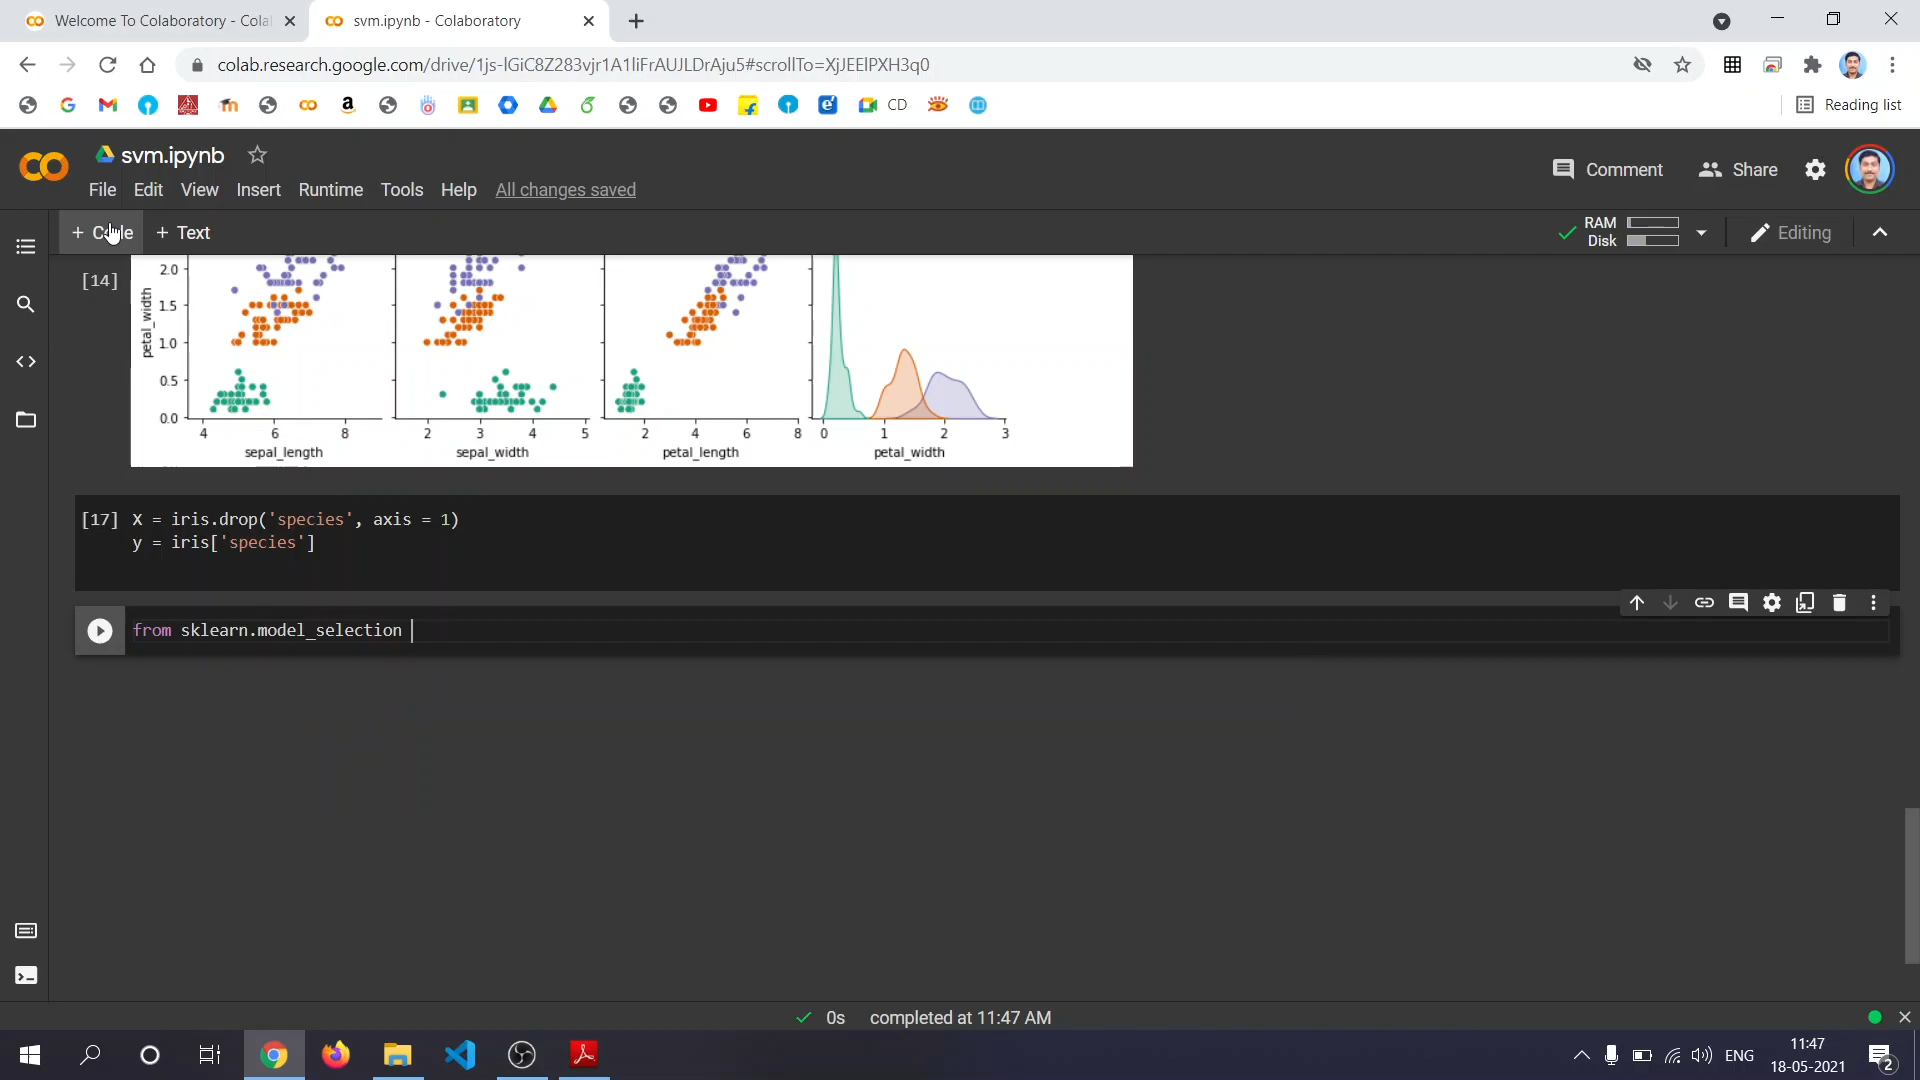 Welcome To Colaboratory - Cola
svm.ipynb - Colaboratory
colab.research.google.com/drive/1js-lGiC8Z283vjr1A1liFrAUJLDrAju5#scrollTo=XjJEElPXH3q0
CD
Reading list
svm.ipynb
Comment
Share
File Edit View Insert Runtime Tools Help All changes saved
+ Code + Text
RAM
Disk
Editing
[14]
petal_width
2.0
1.5
1.0
0.5
0.0
4 6 8 2 3 4 5 2 4 6 8 0 1 2 3
sepal_length sepal_width petal_length petal_width
[17] X = iris.drop('species', axis = 1)
y = iris['species']
from sklearn.model_selection
0s completed at 11:47 AM
ENG
11:47
18-05-2021
2